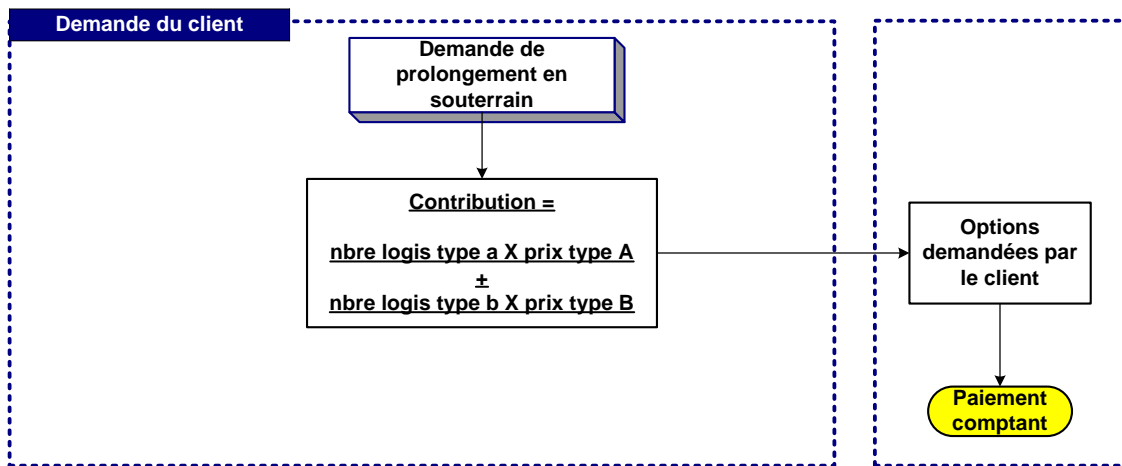 Demande du client
Demande de
prolongement en
souterrain
Contribution =
nbre logis type a X prix type A
+
nbre logis type b X prix type B
Options
demandées par
le client
Paiement
comptant